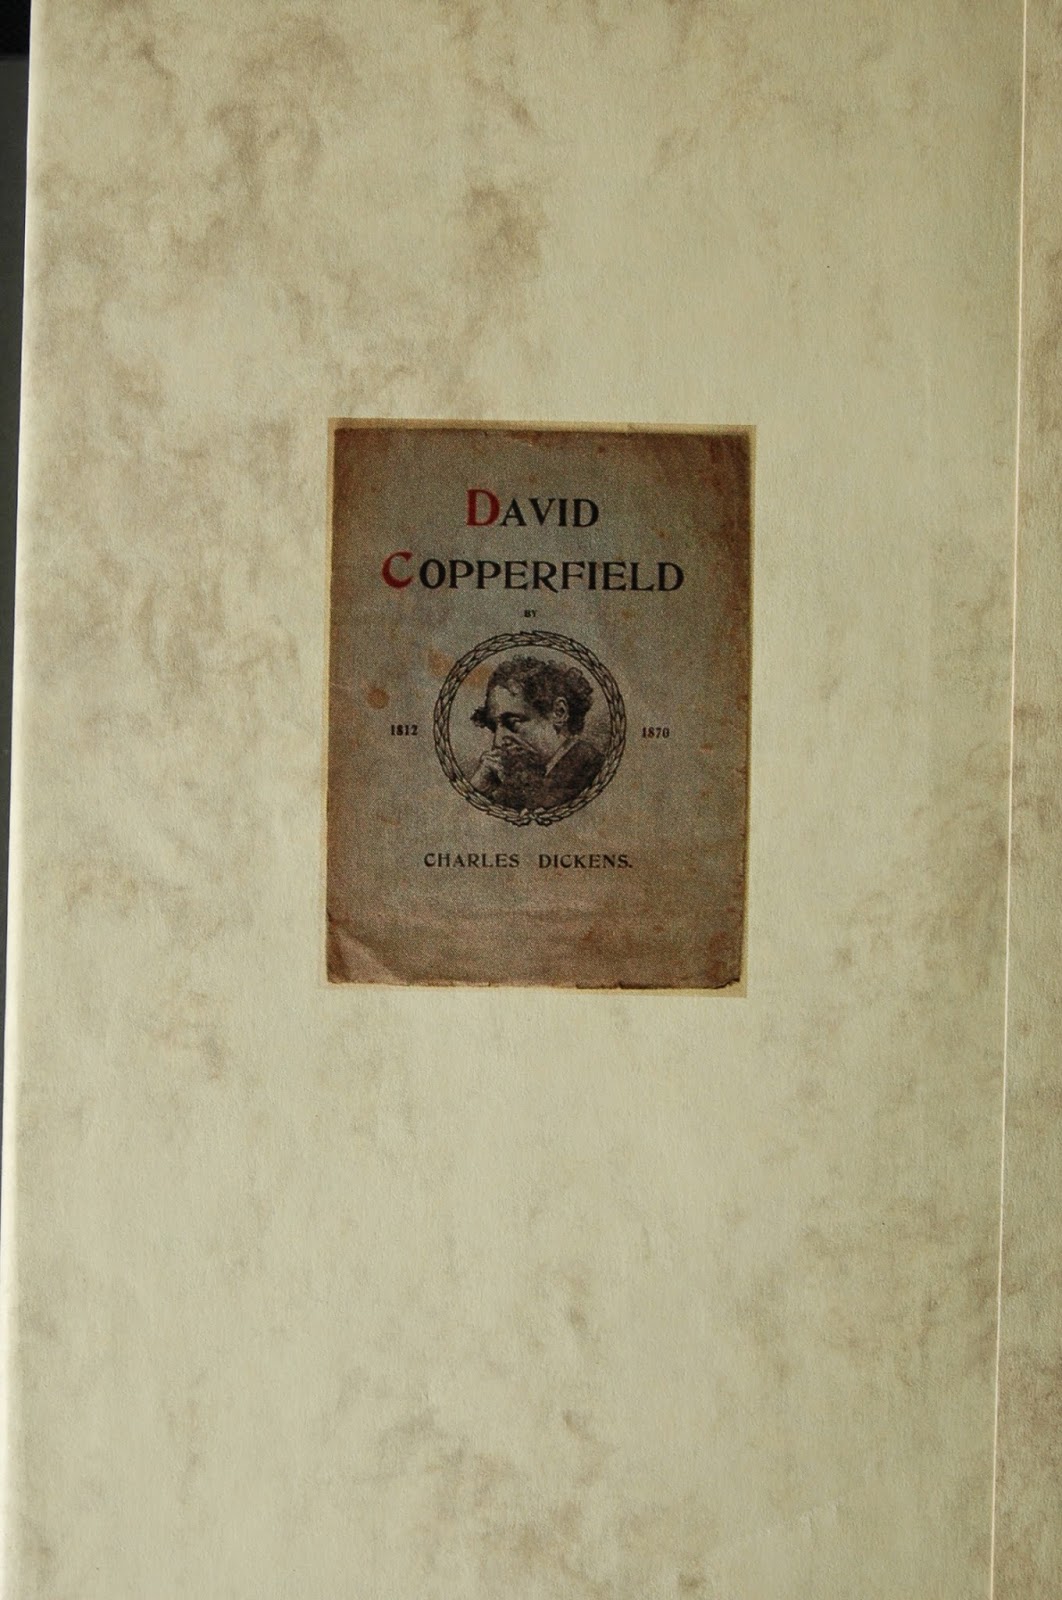 DAVID
COPPERFIELD
BY
1812 1870
CHARLES DICKENS.